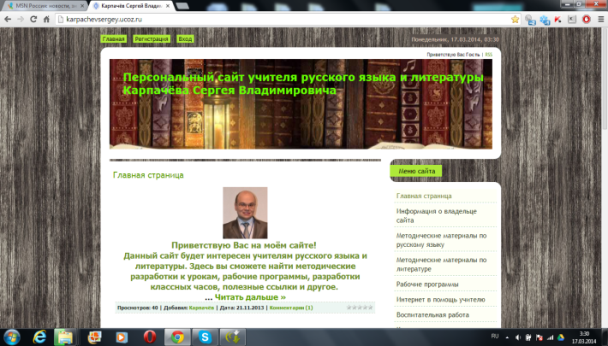 MSN Россия: новости, по
Карпачёв Сергей Владими
karpachevsergey.ucoz.ru
Главная Регистрация Вход
Понедельник, 17.03.2014, 03:30
Приветствую Вас Гость | RSS
Персональный сайт учителя русского языка и литературы
Карпачёва Сергея Владимировича
Меню сайта
Главная страница
Приветствую Вас на моём сайте!
Данный сайт будет интересен учителям русского языка и
литературы. Здесь вы сможете найти методические
разработки к урокам, рабочие программы, разработки
классных часов, полезные ссылки и другое.
... Читать дальше »
Просмотров: 40 | Добавил: Карпачёв | Дата: 21.11.2013 | Комментарии (1)
Главная страница
Информация о владельце
сайта
Методические материалы по
русскому языку
Методические материалы по
литературе
Рабочие программы
Интернет в помощь учителю
Воспитательная работа
RU
3:30
17.03.2014